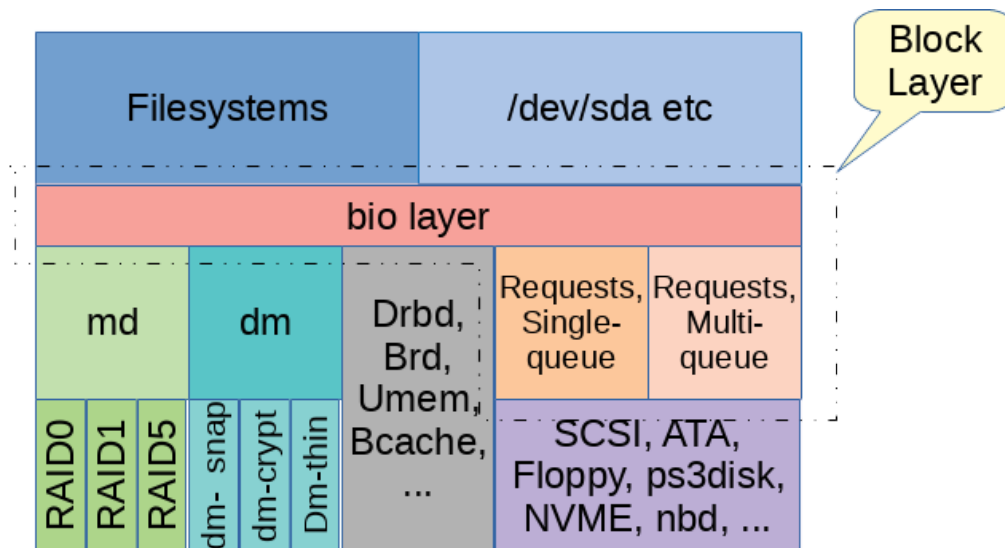 Block
Layer
Filesystems
/dev/sda etc
bio layer
md
dm
Drbd,
Brd,
Umem,
Bcache,
...
Requests,
Single-
queue
Requests,
Multi-
queue
RAID0
RAID1
RAID5
dm- snap
dm-crypt
Dm-thin
SCSI, ATA,
Floppy, ps3disk,
NVME, nbd, ...